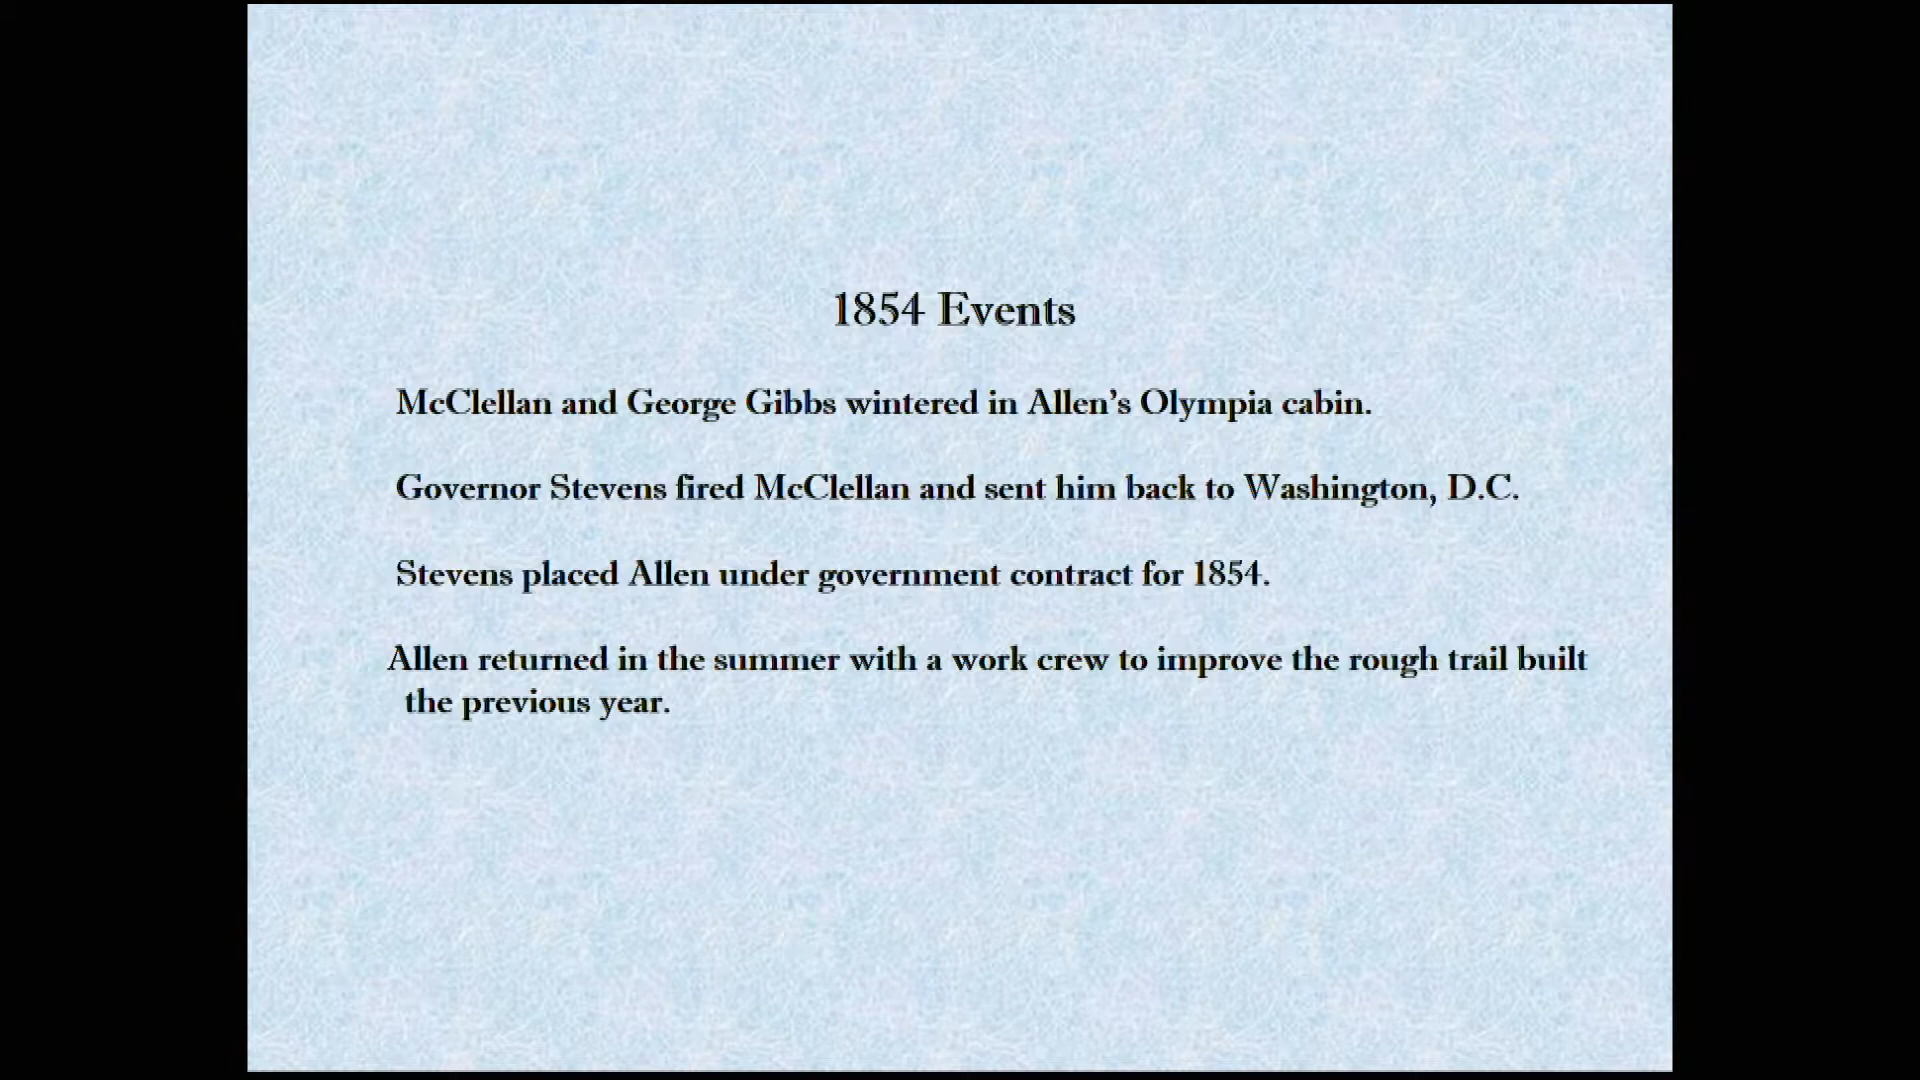 1854 Events
McClellan and George Gibbs wintered in Allen’s Olympia cabin.
Governor Stevens fired McClellan and sent him back to Washington, D.C.
Stevens placed Allen under government contract for 1854.
Allen returned in the summer with a work crew to improve the rough trail built
the previous year.